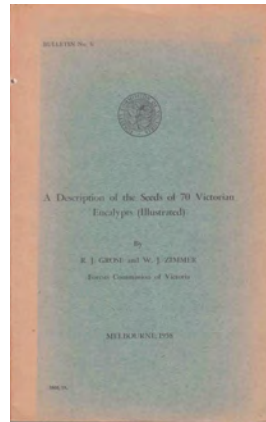 BULLETIN No. 8
A Description of the Seeds of 70 Victorian
Eucalypts (Illustrated)
By
R. J. GROSE and W. J. ZIMMER
Forests Commission of Victoria
MELBOURNE, 1958